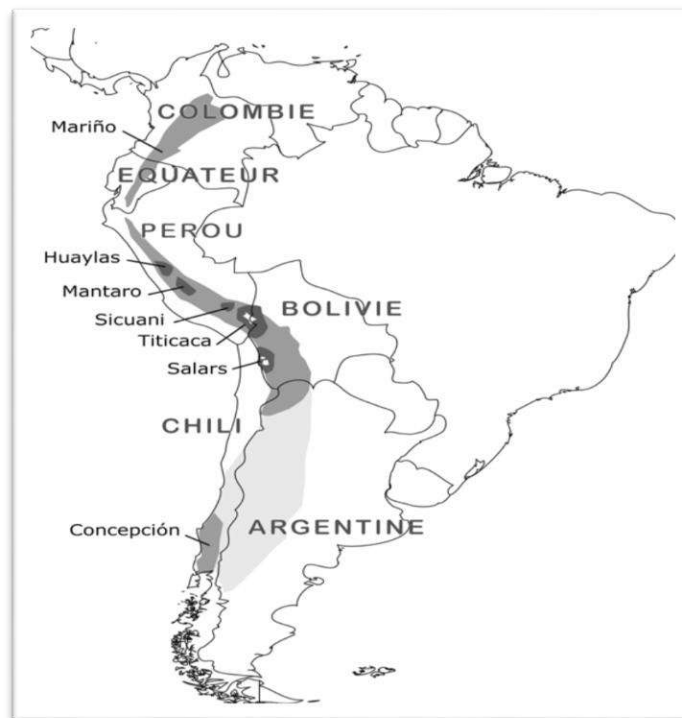 COLOMBIE
Mariño
EQUATEUR
PEROU
Huaylas
Mantaro
BOLIVIE
Sicuani
Titicaca
Salars
CHILI
Concepción
ARGENTINE